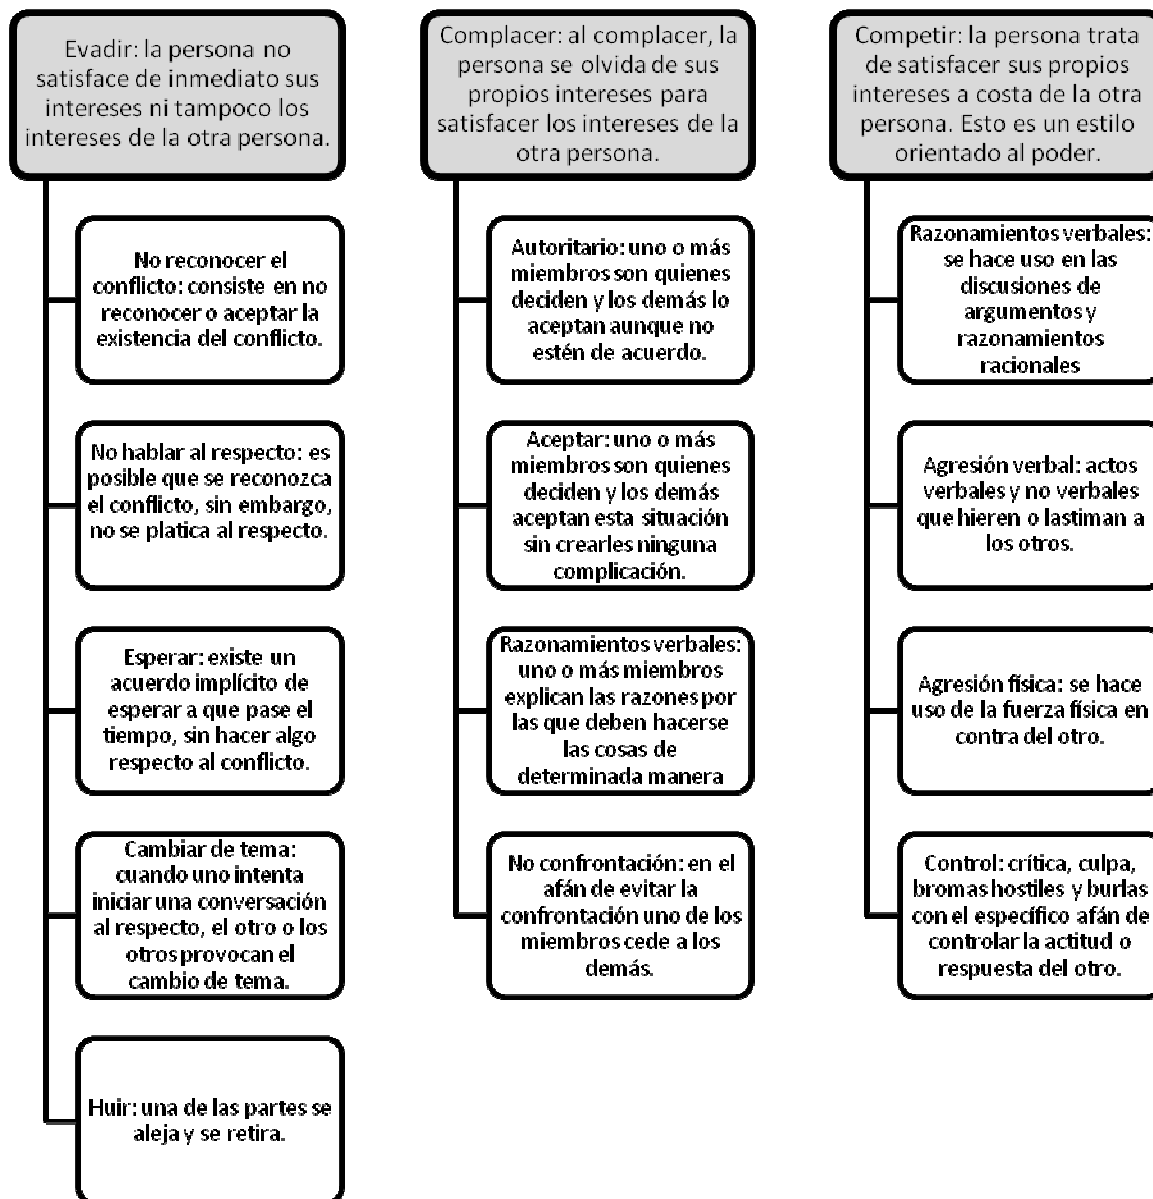 Evadir: la persona no
satisface de inmediato sus
intereses ni tampoco los
intereses de la otra persona.
No reconocer el
conflicto: consiste en no
reconocer o aceptar la
existencia del conflicto.
No hablar al respecto: es
posible que se reconozca
el conflicto, sin embargo,
no se platica al respecto.
Esperar: existe un
acuerdo implícito de
esperar a que pase el
tiempo, sin hacer algo
respecto al conflicto.
Cambiar de tema:
cuando uno intenta
iniciar una conversación
al respecto, el otro o los
otros provocan el
cambio de tema.
Huir: una de las partes se
aleja y se retira.
Complacer: al complacer, la
persona se olvida de sus
propios intereses para
satisfacer los intereses de la
otra persona.
Autoritario: uno o más
miembros son quienes
deciden y los demás lo
aceptan aunque no
estén de acuerdo.
Aceptar: uno o más
miembros son quienes
deciden y los demás
aceptan esta situación
sin crearles ninguna
complicación.
Razonamientos verbales:
uno o más miembros
explican las razones por
las que deben hacerse
las cosas de
determinada manera
No confrontación: en el
afán de evitar la
confrontación uno de los
miembros cede a los
demás.
Competir: la persona trata
de satisfacer sus propios
intereses a costa de la otra
persona. Esto es un estilo
orientado al poder.
Razonamientos verbales:
se hace uso en las
discusiones de
argumentos y
razonamientos
racionales
Agresión verbal: actos
verbales y no verbales
que hieren o lastiman a
los otros.
Agresión física: se hace
uso de la fuerza física en
contra del otro.
Control: crítica, culpa,
bromas hostiles y burlas
con el específico afán de
controlar la actitud o
respuesta del otro.